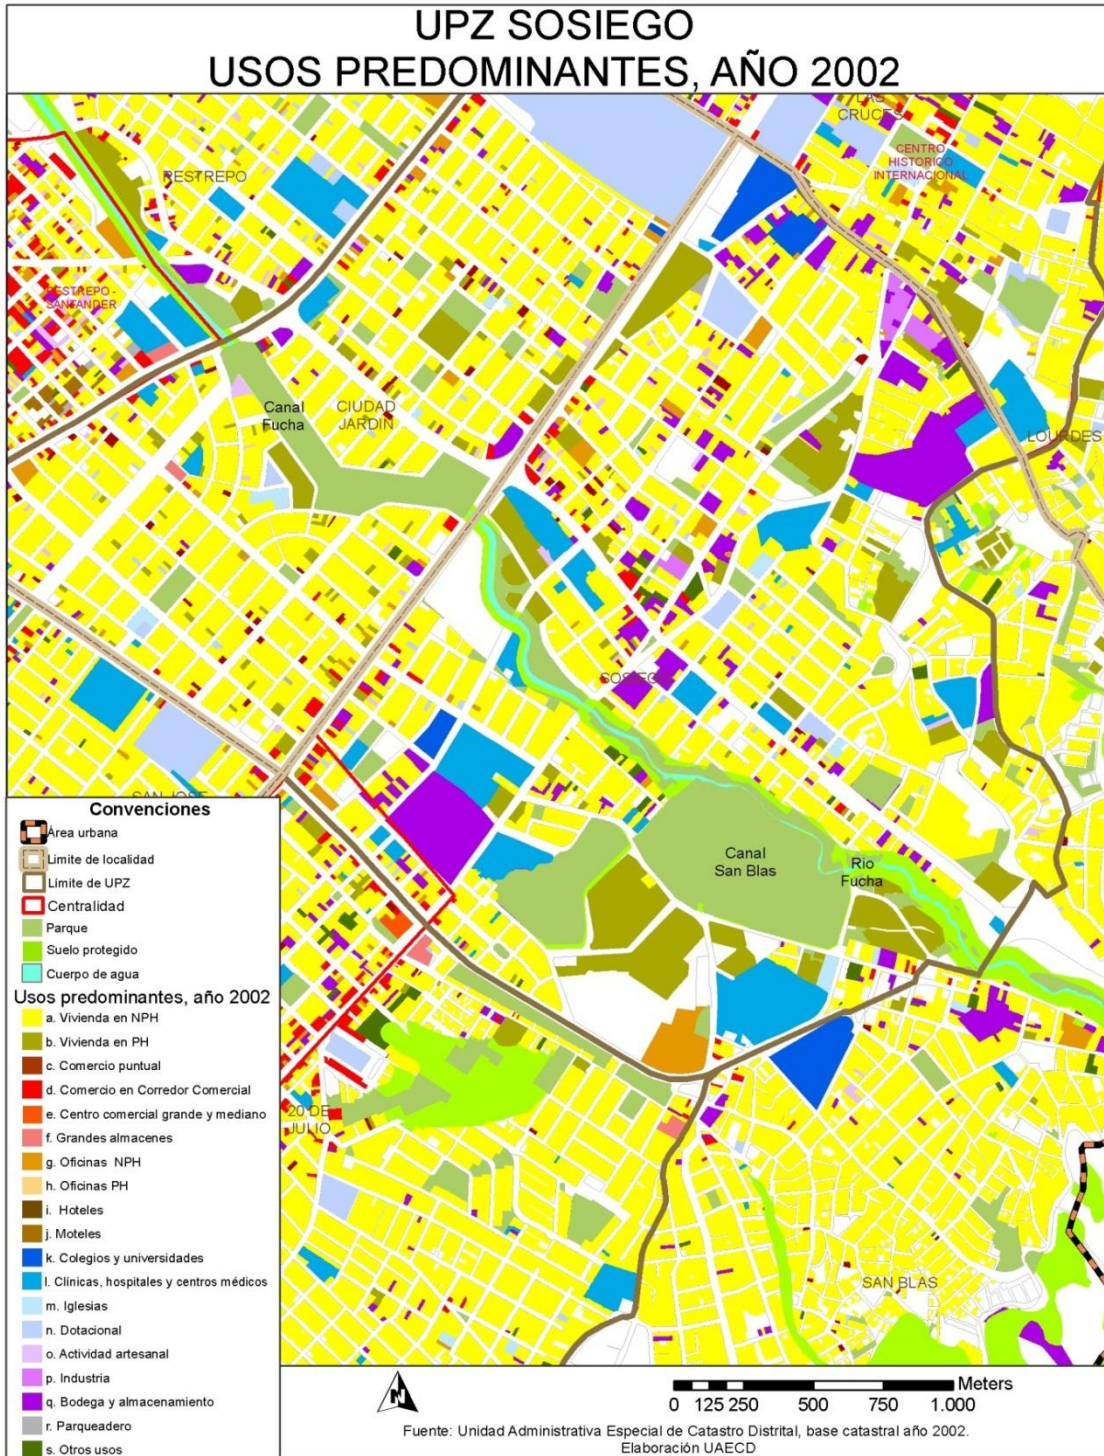 UPZ SOSIEGO
USOS PREDOMINANTES, AÑO 2002
LAS
CRUCES
CENTRO
HISTORICO
INTERNACIONAL
RESTREPO
RESTREPO -
SANTANDER
Canal
Fucha
CIUDAD
JARDIN
LOURDES
SOSIEGO
SAN JOSE
Canal
San Blas
Rio
Fucha
20 DE
JULIO
SAN BLAS
Convenciones
Área urbana
Limite de localidad
Límite de UPZ
Centralidad
Parque
Suelo protegido
Cuerpo de agua
Usos predominantes, año 2002
a. Vivienda en NPH
b. Vivienda en PH
c. Comercio puntual
d. Comercio en Corredor Comercial
e. Centro comercial grande y mediano
f. Grandes almacenes
g. Oficinas NPH
h. Oficinas PH
i. Hoteles
j. Moteles
k. Colegios y universidades
l. Clínicas, hospitales y centros médicos
m. Iglesias
n. Dotacional
o. Actividad artesanal
p. Industria
q. Bodega y almacenamiento
r. Parqueadero
s. Otros usos
N
Meters
0 125 250 500 750 1.000
Fuente: Unidad Administrativa Especial de Catastro Distrital, base catastral año 2002.
Elaboración UAECD